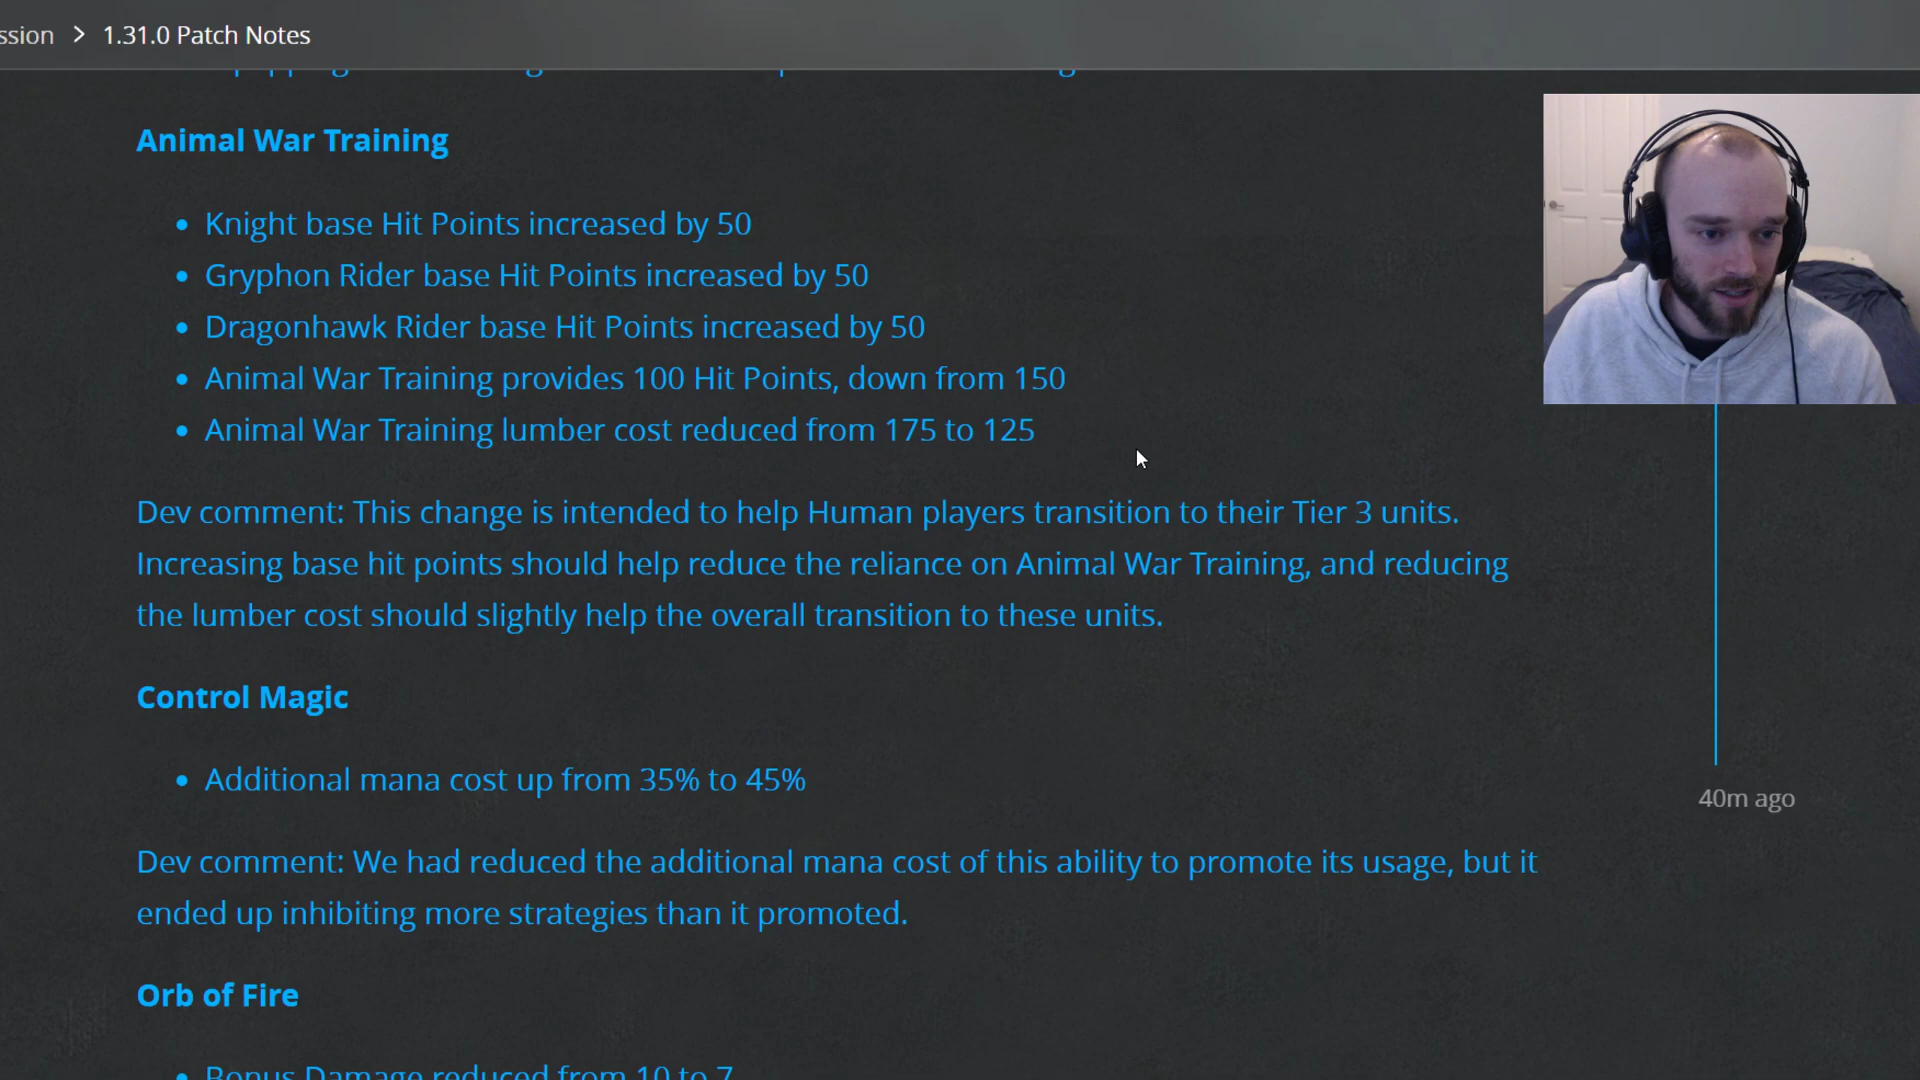 ssion > 1.31.0 Patch Notes
Animal War Training
• Knight base Hit Points increased by 50
• Gryphon Rider base Hit Points increased by 50
• Dragonhawk Rider base Hit Points increased by 50
• Animal War Training provides 100 Hit Points, down from 150
• Animal War Training lumber cost reduced from 175 to 125
Dev comment: This change is intended to help Human players transition to their Tier 3 units.
Increasing base hit points should help reduce the reliance on Animal War Training, and reducing
the lumber cost should slightly help the overall transition to these units.
Control Magic
• Additional mana cost up from 35% to 45%
40m ago
Dev comment: We had reduced the additional mana cost of this ability to promote its usage, but it
ended up inhibiting more strategies than it promoted.
Orb of Fire
• Bonus Damage reduced from 10 to 7